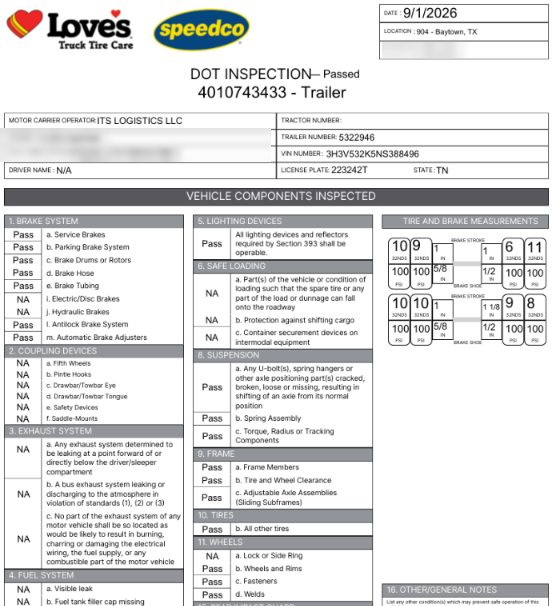 Love's
Truck Tire Care
speedco
DATE : 9/1/2026
LOCATION : 904 - Baytown, TX
DOT INSPECTION— Passed
4010743433 - Trailer
MOTOR CARRIER OPERATOR: ITS LOGISTICS LLC
DRIVER NAME : N/A
TRACTOR NUMBER:
TRAILER NUMBER: 5322946
VIN NUMBER: 3H3V532K5NS388496
LICENSE PLATE: 223242T STATE: TN
VEHICLE COMPONENTS INSPECTED
1. BRAKE SYSTEM
Pass a. Service Brakes
Pass b. Parking Brake System
Pass c. Brake Drums or Rotors
Pass d. Brake Hose
Pass e. Brake Tubing
NA i. Electric/Disc Brakes
NA j. Hydraulic Brakes
Pass l. Antilock Brake System
Pass m. Automatic Brake Adjusters
2. COUPLING DEVICES
NA a. Fifth Wheels
NA b. Pintle Hooks
NA c. Drawbar/Towbar Eye
NA d. Drawbar/Towbar Tongue
NA e. Safety Devices
NA f. Saddle-Mounts
3. EXHAUST SYSTEM
NA a. Any exhaust system determined to
be leaking at a point forward of or
directly below the driver/sleeper
compartment
NA b. A bus exhaust system leaking or
discharging to the atmosphere in
violation of standards (1), (2) or (3)
NA c. No part of the exhaust system of any
motor vehicle shall be so located as
would be likely to result in burning,
charring or damaging the electrical
wiring, the fuel supply, or any
combustible part of the motor vehicle
4. FUEL SYSTEM
NA a. Visible leak
NA b. Fuel tank filler cap missing
5. LIGHTING DEVICES
Pass All lighting devices and reflectors
required by Section 393 shall be
operable.
6. SAFE LOADING
NA a. Part(s) of the vehicle or condition of
loading such that the spare tire or any
part of the load or dunnage can fall
onto the roadway
NA b. Protection against shifting cargo
NA c. Container securement devices on
intermodal equipment
8. SUSPENSION
Pass a. Any U-bolt(s), spring hangers or
other axle positioning part(s) cracked,
broken, loose or missing, resulting in
shifting of an axle from its normal
position
Pass b. Spring Assembly
Pass c. Torque, Radius or Tracking
Components
9. FRAME
Pass a. Frame Members
Pass b. Tire and Wheel Clearance
Pass c. Adjustable Axle Assemblies
(Sliding Subframes)
10. TIRES
Pass b. All other tires
11. WHEELS
NA a. Lock or Side Ring
Pass b. Wheels and Rims
Pass c. Fasteners
Pass d. Welds
TIRE AND BRAKE MEASUREMENTS
BRAKE STROKE
10 9 1 1 6 11
32NDS 32NDS IN IN 32NDS 32NDS
100 100 5/8 1/2 100 100
PSI PSI IN IN PSI PSI
BRAKE SHOE
BRAKE STROKE
10 10 1 1 1/8 9 8
32NDS 32NDS IN IN 32NDS 32NDS
100 100 5/8 1/2 100 100
PSI PSI IN IN PSI PSI
BRAKE SHOE
16. OTHER/GENERAL NOTES
List any other condition(s) which may prevent safe operation of this